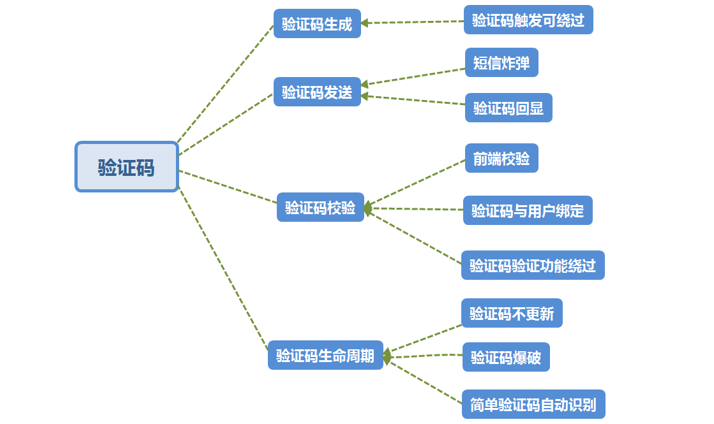 验证码
验证码生成
验证码触发可绕过
验证码发送
短信炸弹
验证码回显
验证码校验
前端校验
验证码与用户绑定
验证码验证功能绕过
验证码生命周期
验证码不更新
验证码爆破
简单验证码自动识别